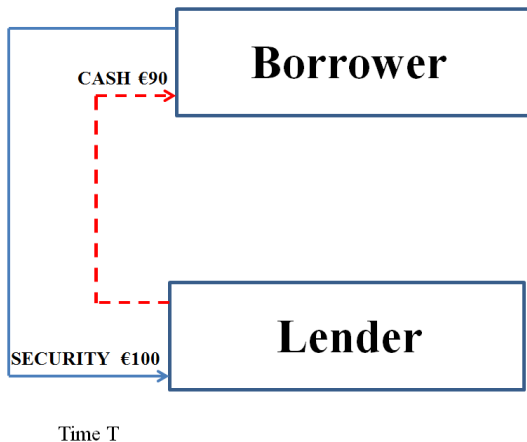 Borrower
CASH €90
Lender
SECURITY €100
Time T